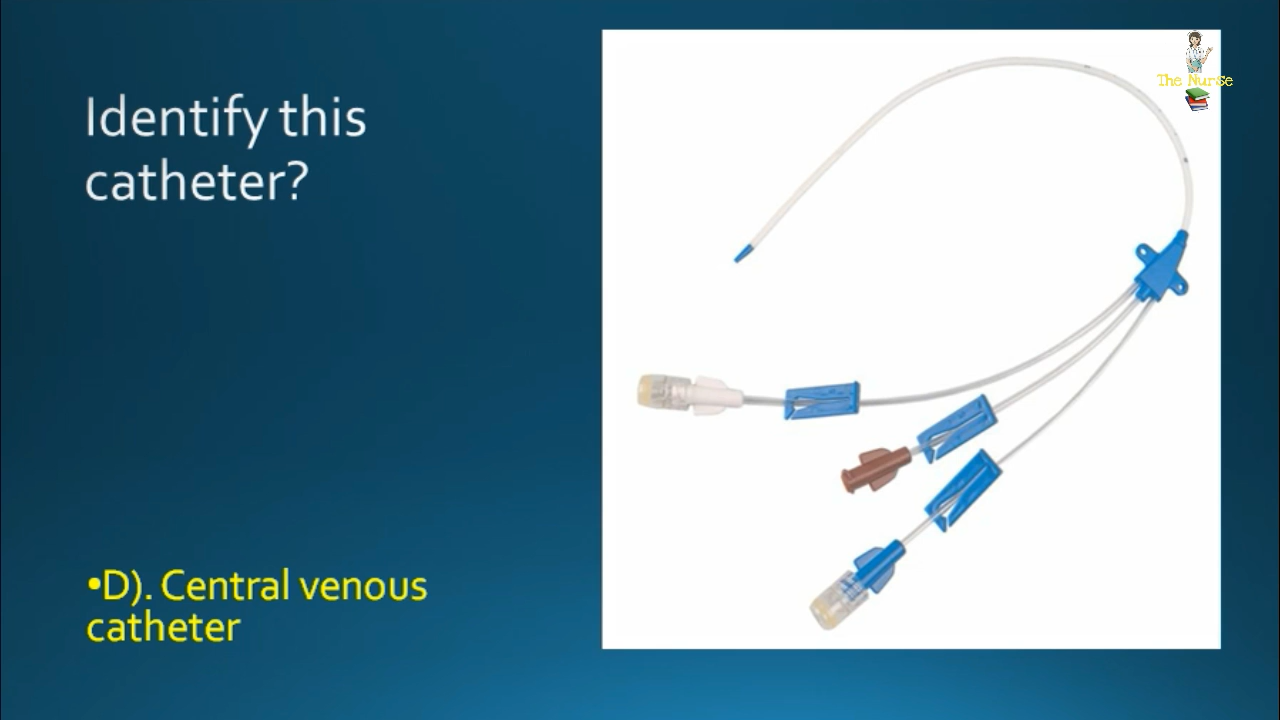 Identify this
catheter?
The Nurse
•D). Central venous
catheter